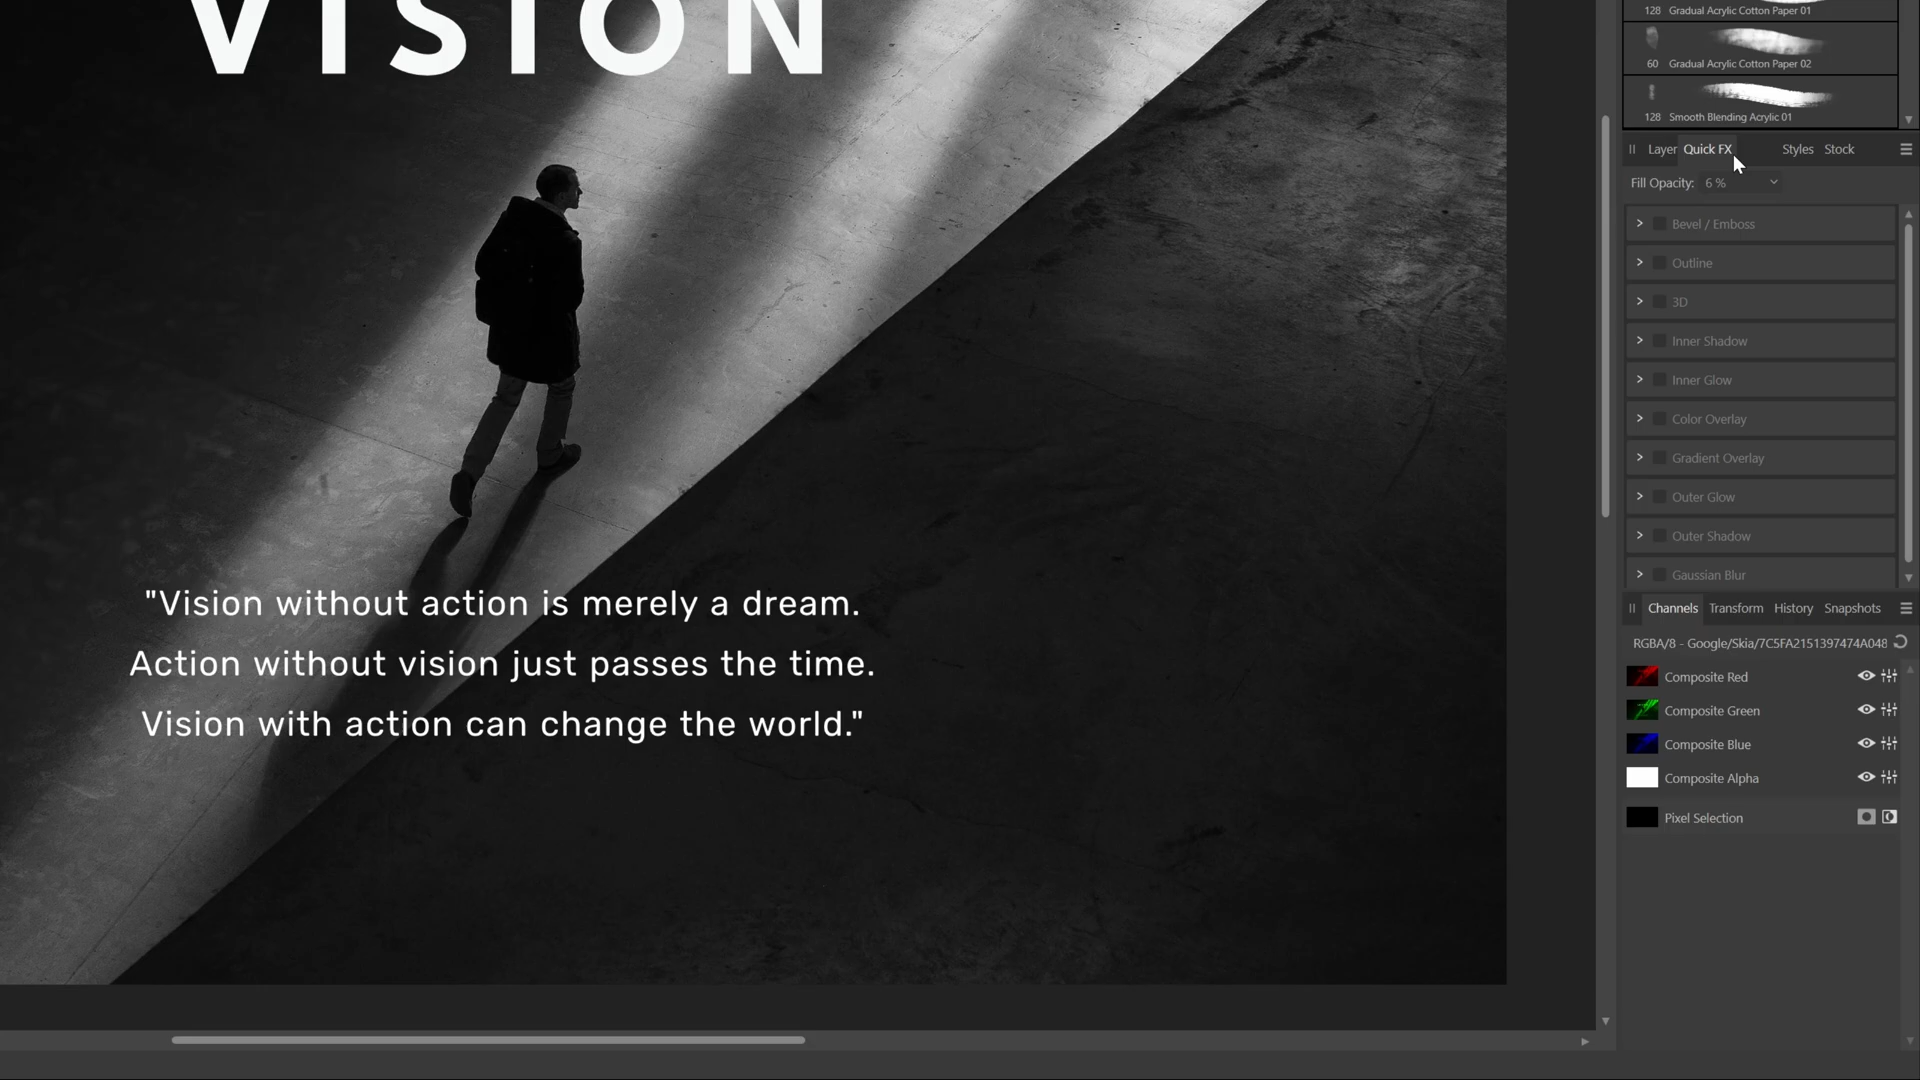 VISION
"Vision without action is merely a dream.
Action without vision just passes the time.
Vision with action can change the world."
128 Gradual Acrylic Cotton Paper 01
60 Gradual Acrylic Cotton Paper 02
128 Smooth Blending Acrylic 01
Layer Quick FX Styles Stock
Fill Opacity: 6 %
Bevel / Emboss
Outline
3D
Inner Shadow
Inner Glow
Color Overlay
Gradient Overlay
Outer Glow
Outer Shadow
Gaussian Blur
Channels Transform History Snapshots
RGBA/8 - Google/Skia/7C5FA2151397474A048
Composite Red
Composite Green
Composite Blue
Composite Alpha
Pixel Selection